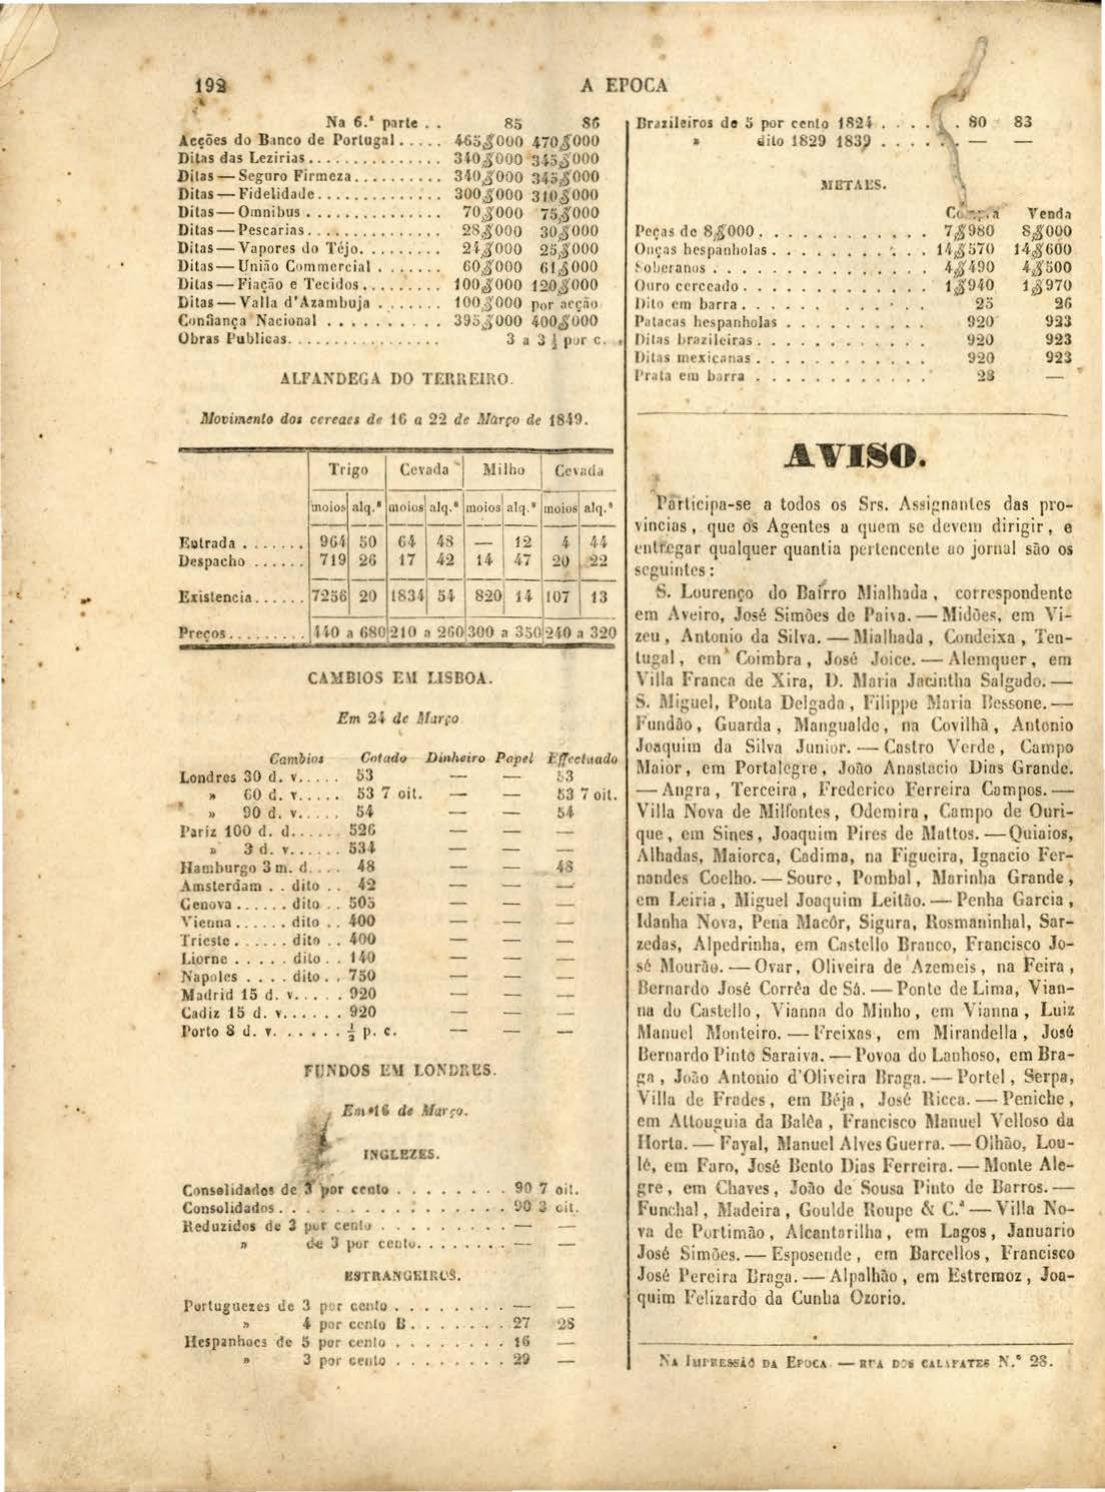 192
A EPOCA
Na 6.ª parte . . 85 86
Acções do Banco de Portugal..... 465$000 470$000
Ditas das Lezirias.............. 340$000 345$000
Ditas—Seguro Firmeza.......... 340$000 345$000
Ditas—Fidelidade.............. 300$000 310$000
Ditas—Omnibus............... 70$000 75$000
Ditas—Pescarias............... 28$000 30$000
Ditas—Vapores do Téjo......... 24$000 25$000
Ditas—União Commercial....... 60$000 61$000
Ditas—Fiação e Tecidos......... 100$000 120$000
Ditas—Valla d'Azambuja....... 100$000 por acção
Confiança Nacional........... 395$000 400$000
Obras Publicas................ 3 a 3 ½ por c.
ALFANDEGA DO TERREIRO.
Movimento dos cereaes de 16 a 22 de Março de 1849.
Trigo Cevada Milho Cevada
moios alq.ˢ moios alq.ˢ moios alq.ˢ moios alq.ˢ
Entrada....... 964 50 64 48 — 12 4 44
Despacho...... 719 26 17 42 14 47 20 22
Existencia...... 7256 20 1834 54 820 14 107 13
Preços......... 440 a 680 210 a 260 300 a 350 240 a 320
CAMBIOS EM LISBOA.
Em 24 de Março
Cambios Cotado Dinheiro Papel Effectuado
Londres 30 d. v..... 53 — — 53
» 60 d. v..... 53 7 oit. — — 53 7 oit.
» 90 d. v..... 54 — — 54
Pariz 100 d. d...... 526 — — —
» 3 d. v...... 534 — — —
Hamburgo 3 m. d.... 48 — — 48
Amsterdam . . dito . . 42 — — —
Genova...... dito . . 505 — — —
Vienna...... dito . . 400 — — —
Trieste...... dito . . 400 — — —
Liorne..... dito . . 140 — — —
Napoles.... dito . . 750 — — —
Madrid 15 d. v..... 920 — — —
Cadiz 15 d. v...... 920 — — —
Porto 8 d. v....... ½ p. c. — — —
FUNDOS EM LONDRES.
Em 16 de Março.
INGLEZES.
Consolidados de 3 por cento......... 90 7 oit.
Consolidados.................. 90 3 oit.
Reduzidos de 3 por cento.......... — —
» de 3 por cento........ — —
ESTRANGEIROS.
Portuguezes de 3 por cento......... — —
» 4 por cento B........ 27 28
Hespanhoes de 5 por cento......... 16 —
» 3 por cento......... 29 —
Brazileiros de 5 por cento 1824...... 80 83
» dito 1829 1839...... — —
METAES.
Compra Venda
Peças de 8$000............. 7$980 8$000
Onças hespanholas............ 14$570 14$600
Soberanos................ 4$490 4$500
Ouro cerceado.............. 1$940 1$970
Dito em barra.............. 25 26
Patacas hespanholas........... 920 923
Ditas brazileiras............. 920 923
Ditas mexicanas............. 920 923
Prata em barra............. 28 —
AVISO.
Participa-se a todos os Srs. Assignantes das pro-
vincias, que os Agentes a quem se devem dirigir, e
entregar qualquer quantia pertencente ao jornal são os
seguintes:
S. Lourenço do Bairro Mialhada, correspondente
em Aveiro, José Simões de Paiva.—Midões, em Vi-
zeu, Antonio da Silva.—Mialhada, Condeixa, Ten-
tugal, em Coimbra, José Joice.—Alemquer, em
Villa Franca de Xira, D. Maria Jacintha Salgado.—
S. Miguel, Ponta Delgada, Filippe Maria Bessone.—
Fundão, Guarda, Mangualde, na Covilhã, Antonio
Joaquim da Silva Junior.—Castro Verde, Campo
Maior, em Portalegre, João Anastacio Dias Grande.
—Angra, Terceira, Frederico Ferreira Campos.—
Villa Nova de Milfontes, Odemira, Campo de Ouri-
que, em Sines, Joaquim Pires de Mattos.—Quiaios,
Alhadas, Maiorca, Cadima, na Figueira, Ignacio Fer-
nandes Coelho.—Soure, Pombal, Marinha Grande,
em Leiria, Miguel Joaquim Leitão.—Penha Garcia,
Idanha Nova, Pena Macôr, Sigura, Rosmaninhal, Sar-
zedas, Alpedrinha, em Castello Branco, Francisco Jo-
sé Mourão.—Ovar, Oliveira de Azemeis, na Feira,
Bernardo José Corrêa de Sá.—Ponte de Lima, Vian-
na do Castello, Vianna do Minho, em Vianna, Luiz
Manuel Monteiro.—Freixas, em Mirandella, José
Bernardo Pinto Saraiva.—Povoa do Lanhoso, em Bra-
ga, João Antonio d'Oliveira Braga.—Portel, Serpa,
Villa de Frades, em Béja, José Ricca.—Peniche,
em Attouguia da Balêa, Francisco Manuel Velloso da
Horta.—Fayal, Manuel Alves Guerra.—Olhão, Lou-
lé, em Faro, José Bento Dias Ferreira.—Monte Ale-
gre, em Chaves, João de Sousa Pinto de Barros.—
Funchal, Madeira, Goulde Roupe & C.ª—Villa No-
va de Portimão, Alcantarilha, em Lagos, Januario
José Simões.—Esposende, em Barcellos, Francisco
José Pereira Braga.—Alpalhão, em Estremoz, Joa-
quim Felizardo da Cunha Ozorio.
NA IMPRESSÃO DA EPOCA—RUA DOS CALAFATES N.º 28.